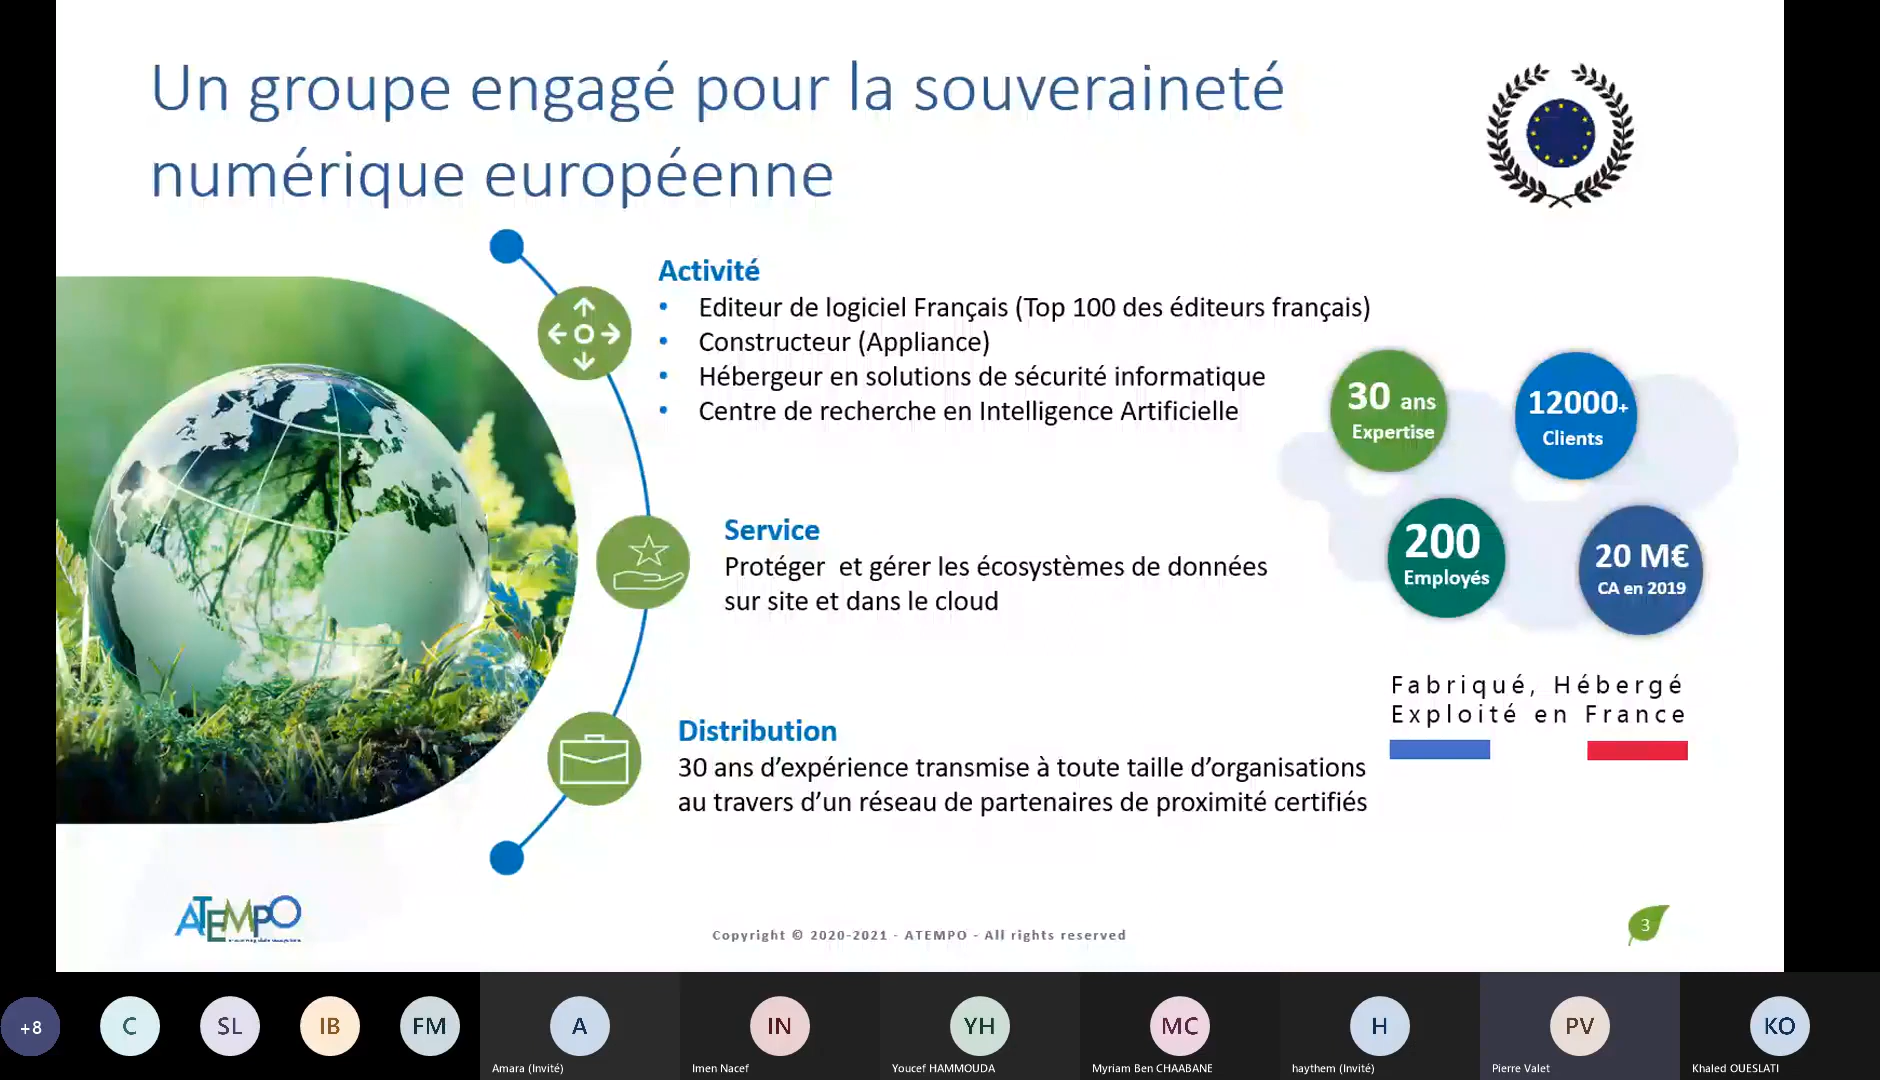 Un groupe engagé pour la souveraineté
numérique européenne
Activité
• Editeur de logiciel Français (Top 100 des éditeurs français)
• Constructeur (Appliance)
• Hébergeur en solutions de sécurité informatique
• Centre de recherche en Intelligence Artificielle
30 ans
Expertise
12000+
Clients
Service
Protéger  et gérer les écosystèmes de données
sur site et dans le cloud
200
Employés
20 M€
CA en 2019
Fabriqué, Hébergé
Exploité en France
Distribution
30 ans d’expérience transmise à toute taille d’organisations
au travers d’un réseau de partenaires de proximité certifiés
ATEMPO
Copyright © 2020-2021 - ATEMPO - All rights reserved
3
+8
C
SL
IB
FM
A
IN
YH
MC
H
PV
KO
Amara (Invité)
Imen Nacef
Youcef HAMMOUDA
Myriam Ben CHAABANE
haythem (Invité)
Pierre Valet
Khaled OUESLATI